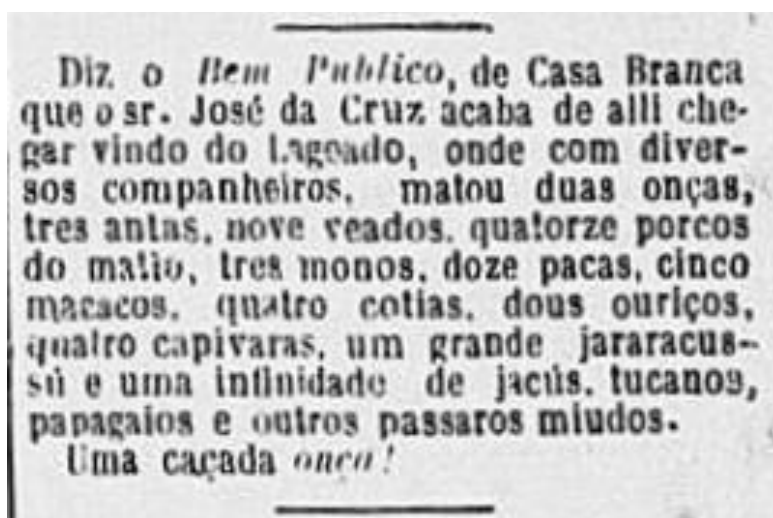 Diz o Bem Publico, de Casa Branca
que o sr. José da Cruz acaba de alli che-
gar vindo do Lageado, onde com diver-
sos companheiros, matou duas onças,
tres antas, nove veados, quatorze porcos
do matto, tres monos, doze pacas, cinco
macacos, quatro cotias, dous ouriços,
quatro capivaras, um grande jararacus-
sú e uma infinidade de jacús, tucanos,
papagaios e outros passaros miudos.
Uma caçada onça!